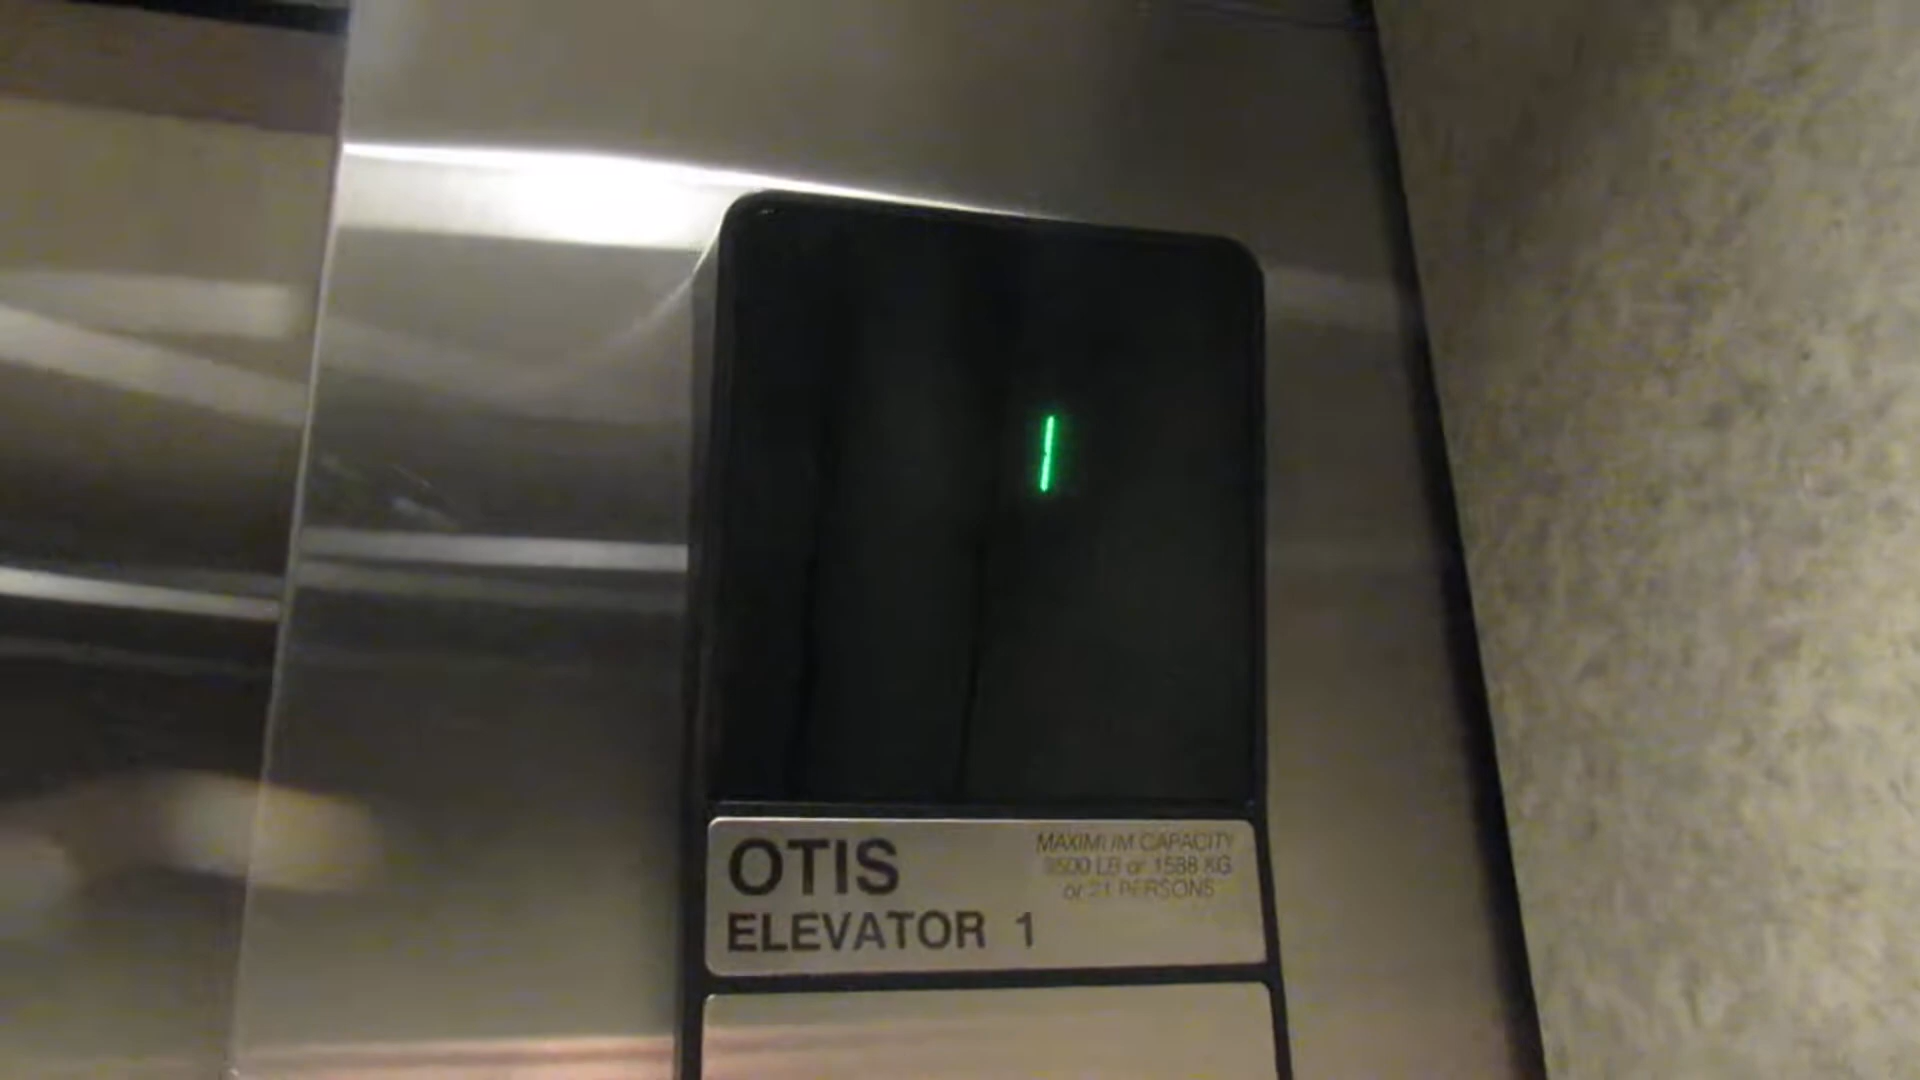 1
OTIS
MAXIMUM CAPACITY
3500 LB or 1588 KG
or 21 PERSONS
ELEVATOR 1